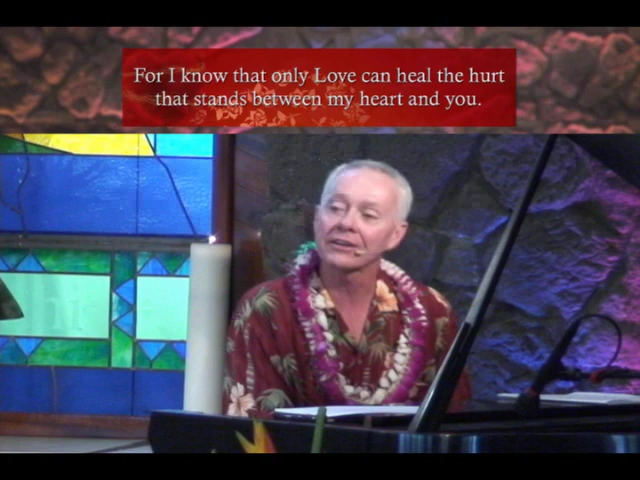 For I know that only Love can heal the hurt
that stands between my heart and you.